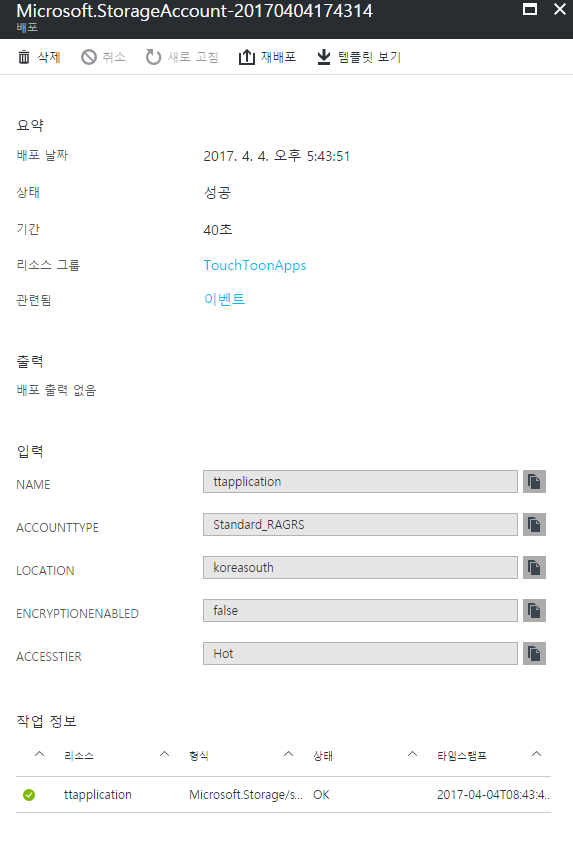 Microsoft.StorageAccount-20170404174314
배포
삭제 취소 새로 고침 재배포 템플릿 보기
요약
배포 날짜 2017. 4. 4. 오후 5:43:51
상태 성공
기간 40초
리소스 그룹 TouchToonApps
관련됨 이벤트
출력
배포 출력 없음
입력
NAME ttapplication
ACCOUNTTYPE Standard_RAGRS
LOCATION koreasouth
ENCRYPTIONENABLED false
ACCESSTIER Hot
작업 정보
리소스 형식 상태 타임스탬프
ttapplication Microsoft.Storage/s... OK 2017-04-04T08:43:4..